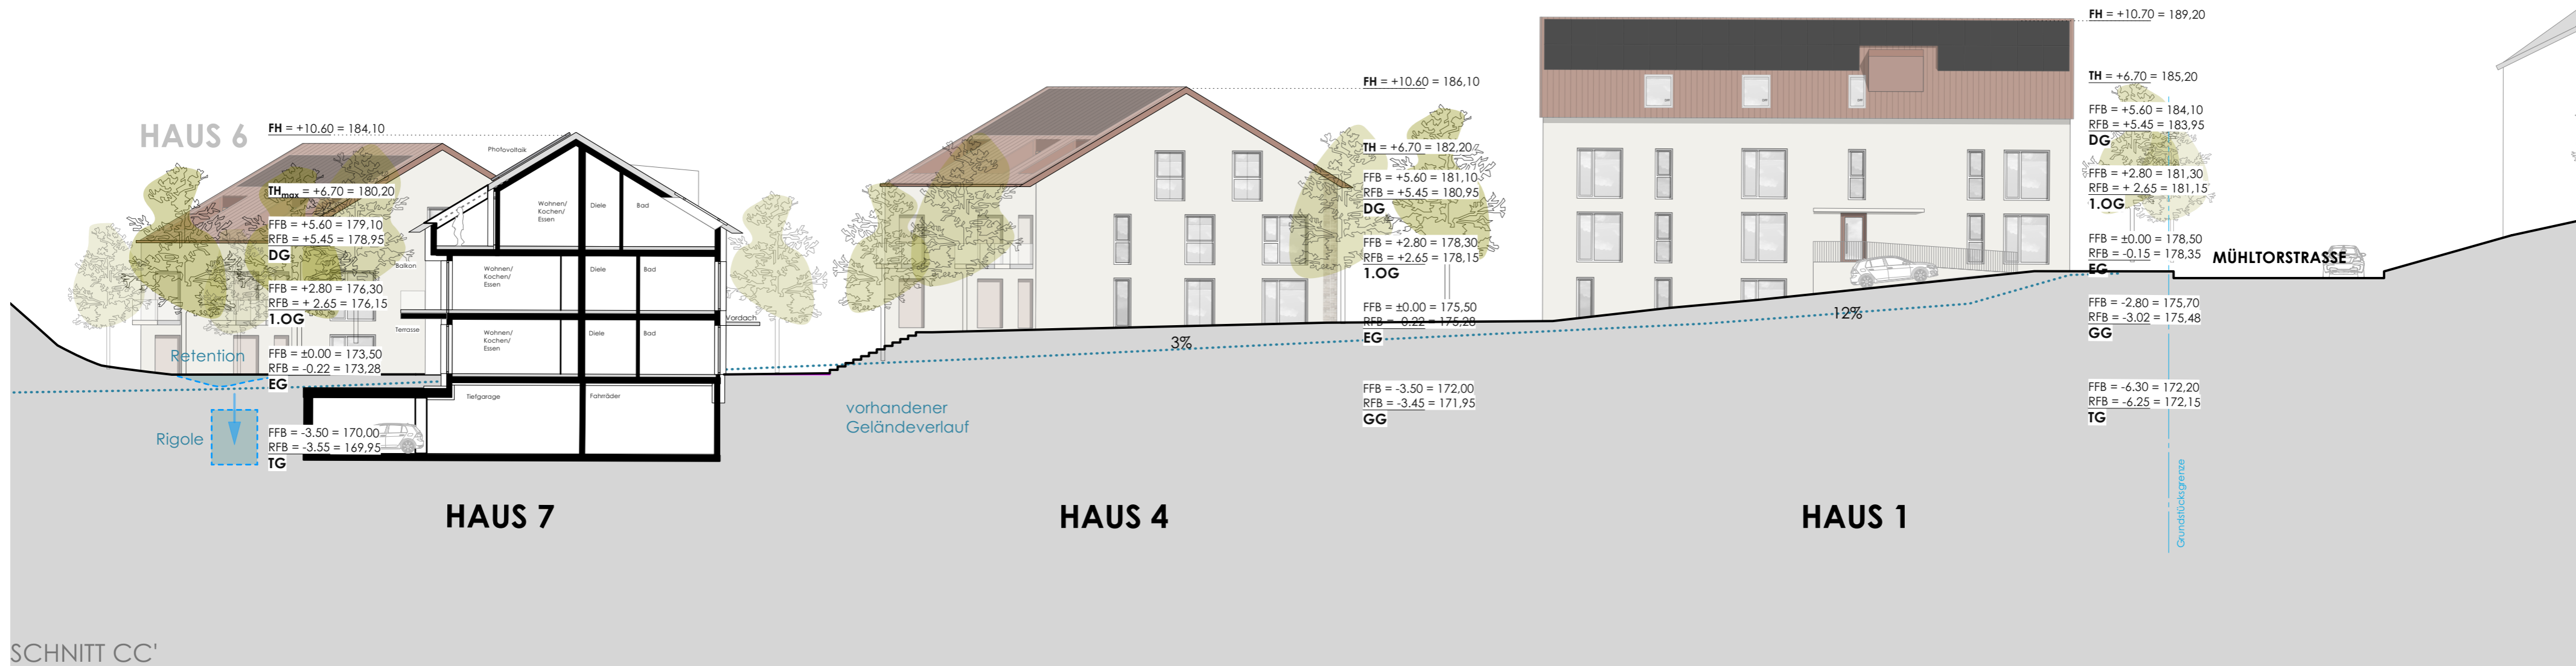 HAUS 6
FH = +10.60 = 184,10
THmax = +6.70 = 180,20
FFB = +5.60 = 179,10
RFB = +5.45 = 178,95
DG
FFB = +2.80 = 176,30
RFB = + 2.65 = 176,15
1.OG
Retention
FFB = ±0.00 = 173,50
RFB = -0.22 = 173,28
EG
Rigole
FFB = -3.50 = 170,00
RFB = -3.55 = 169,95
TG
Photovoltaik
Wohnen/
Kochen/
Essen
Diele
Bad
Balkon
Wohnen/
Kochen/
Essen
Diele
Bad
Terrasse
Wohnen/
Kochen/
Essen
Diele
Bad
Vordach
Tiefgarage
Fahrräder
HAUS 7
vorhandener
Geländeverlauf
3%
HAUS 4
FH = +10.60 = 186,10
TH = +6.70 = 182,20
FFB = +5.60 = 181,10
RFB = +5.45 = 180,95
DG
FFB = +2.80 = 178,30
RFB = +2.65 = 178,15
1.OG
FFB = ±0.00 = 175,50
RFB = -0.22 = 175,28
EG
FFB = -3.50 = 172,00
RFB = -3.45 = 171,95
GG
12%
HAUS 1
FH = +10.70 = 189,20
TH = +6.70 = 185,20
FFB = +5.60 = 184,10
RFB = +5.45 = 183,95
DG
FFB = +2.80 = 181,30
RFB = + 2.65 = 181,15
1.OG
FFB = ±0.00 = 178,50
RFB = -0.15 = 178,35
EG
FFB = -2.80 = 175,70
RFB = -3.02 = 175,48
GG
FFB = -6.30 = 172,20
RFB = -6.25 = 172,15
TG
MÜHLTORSTRASSE
Grundstücksgrenze
SCHNITT CC'